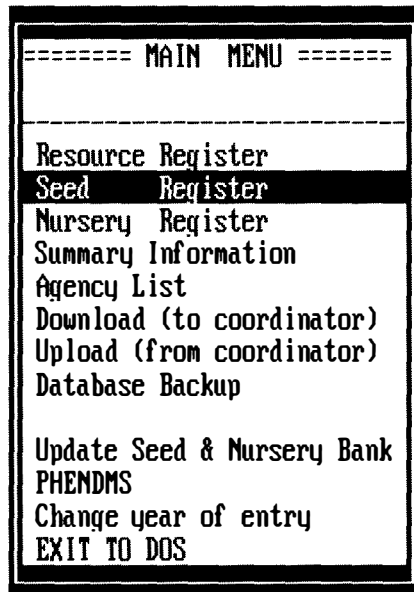 ======== MAIN MENU =======
Resource Register
Seed Register
Nursery Register
Summary Information
Agency List
Download (to coordinator)
Upload (from coordinator)
Database Backup
Update Seed & Nursery Bank
PHENDMS
Change year of entry
EXIT TO DOS